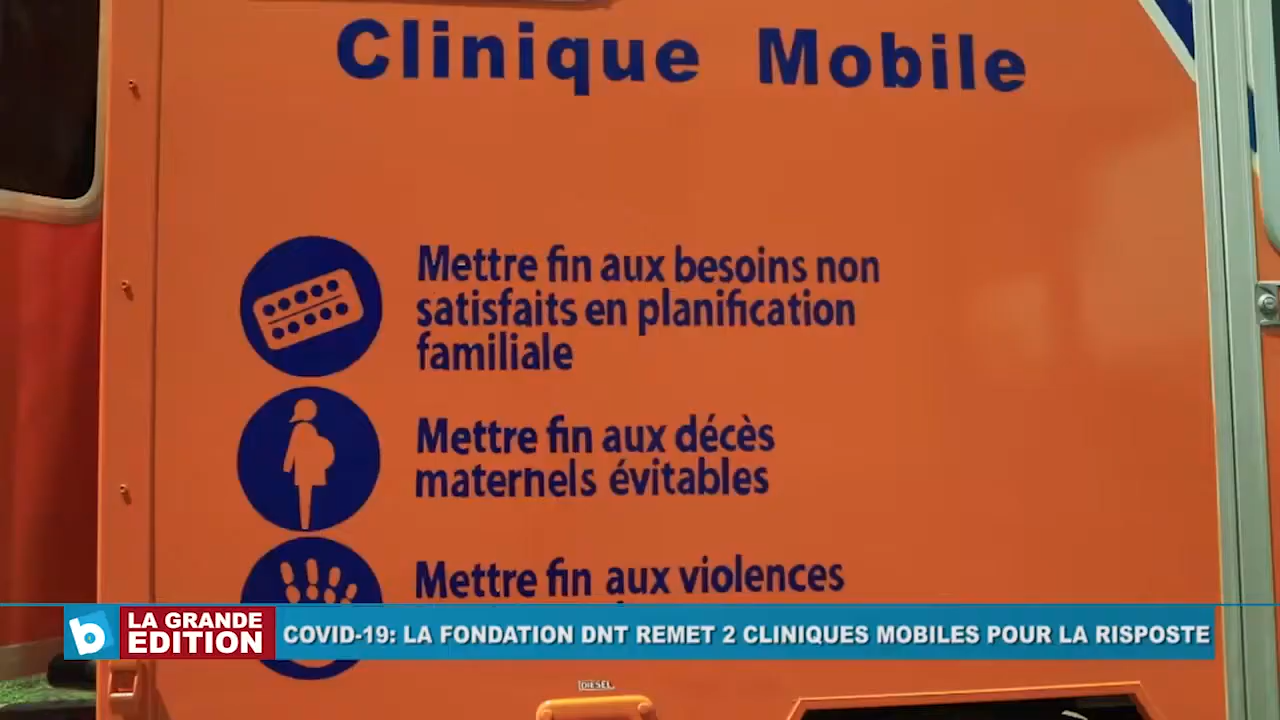 Clinique Mobile
Mettre fin aux besoins non
satisfaits en planification
familiale
Mettre fin aux décès
maternels évitables
Mettre fin aux violences
b LA GRANDE
EDITION
COVID-19: LA FONDATION DNT REMET 2 CLINIQUES MOBILES POUR LA RISPOSTE
DIESEL